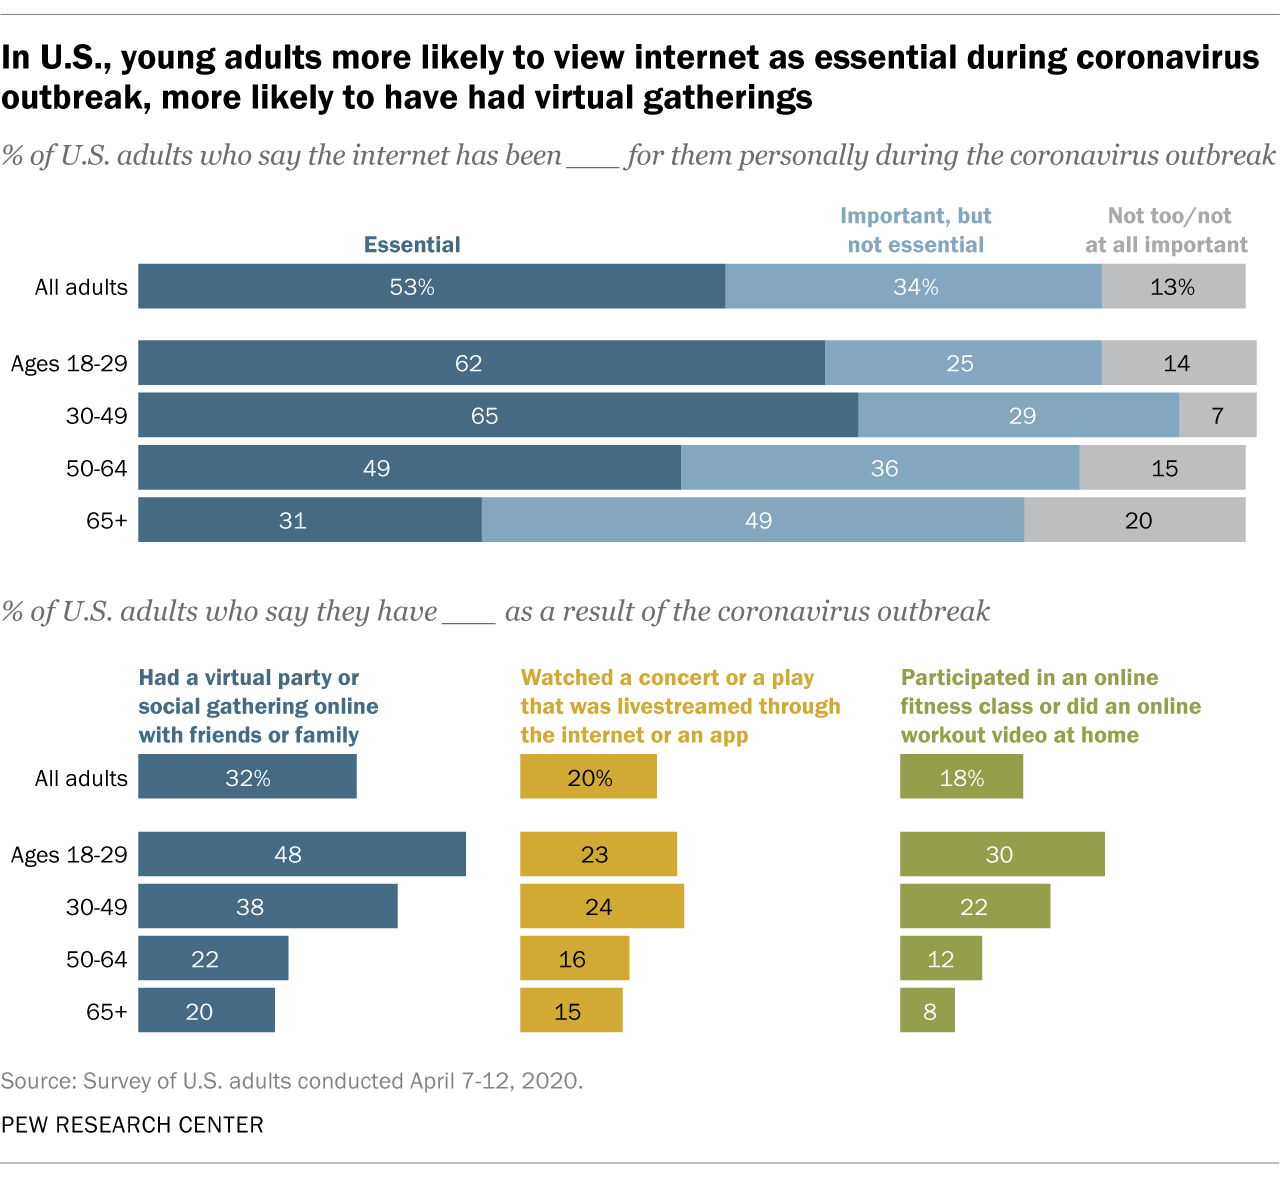 In U.S., young adults more likely to view internet as essential during coronavirus
outbreak, more likely to have had virtual gatherings
% of U.S. adults who say the internet has been ___ for them personally during the coronavirus outbreak
Essential
Important, but
not essential
Not too/not
at all important
All adults 53% 34% 13%
Ages 18-29 62 25 14
30-49 65 29 7
50-64 49 36 15
65+ 31 49 20
% of U.S. adults who say they have ___ as a result of the coronavirus outbreak
Had a virtual party or
social gathering online
with friends or family
Watched a concert or a play
that was livestreamed through
the internet or an app
Participated in an online
fitness class or did an online
workout video at home
All adults 32% 20% 18%
Ages 18-29 48 23 30
30-49 38 24 22
50-64 22 16 12
65+ 20 15 8
Source: Survey of U.S. adults conducted April 7-12, 2020.
PEW RESEARCH CENTER